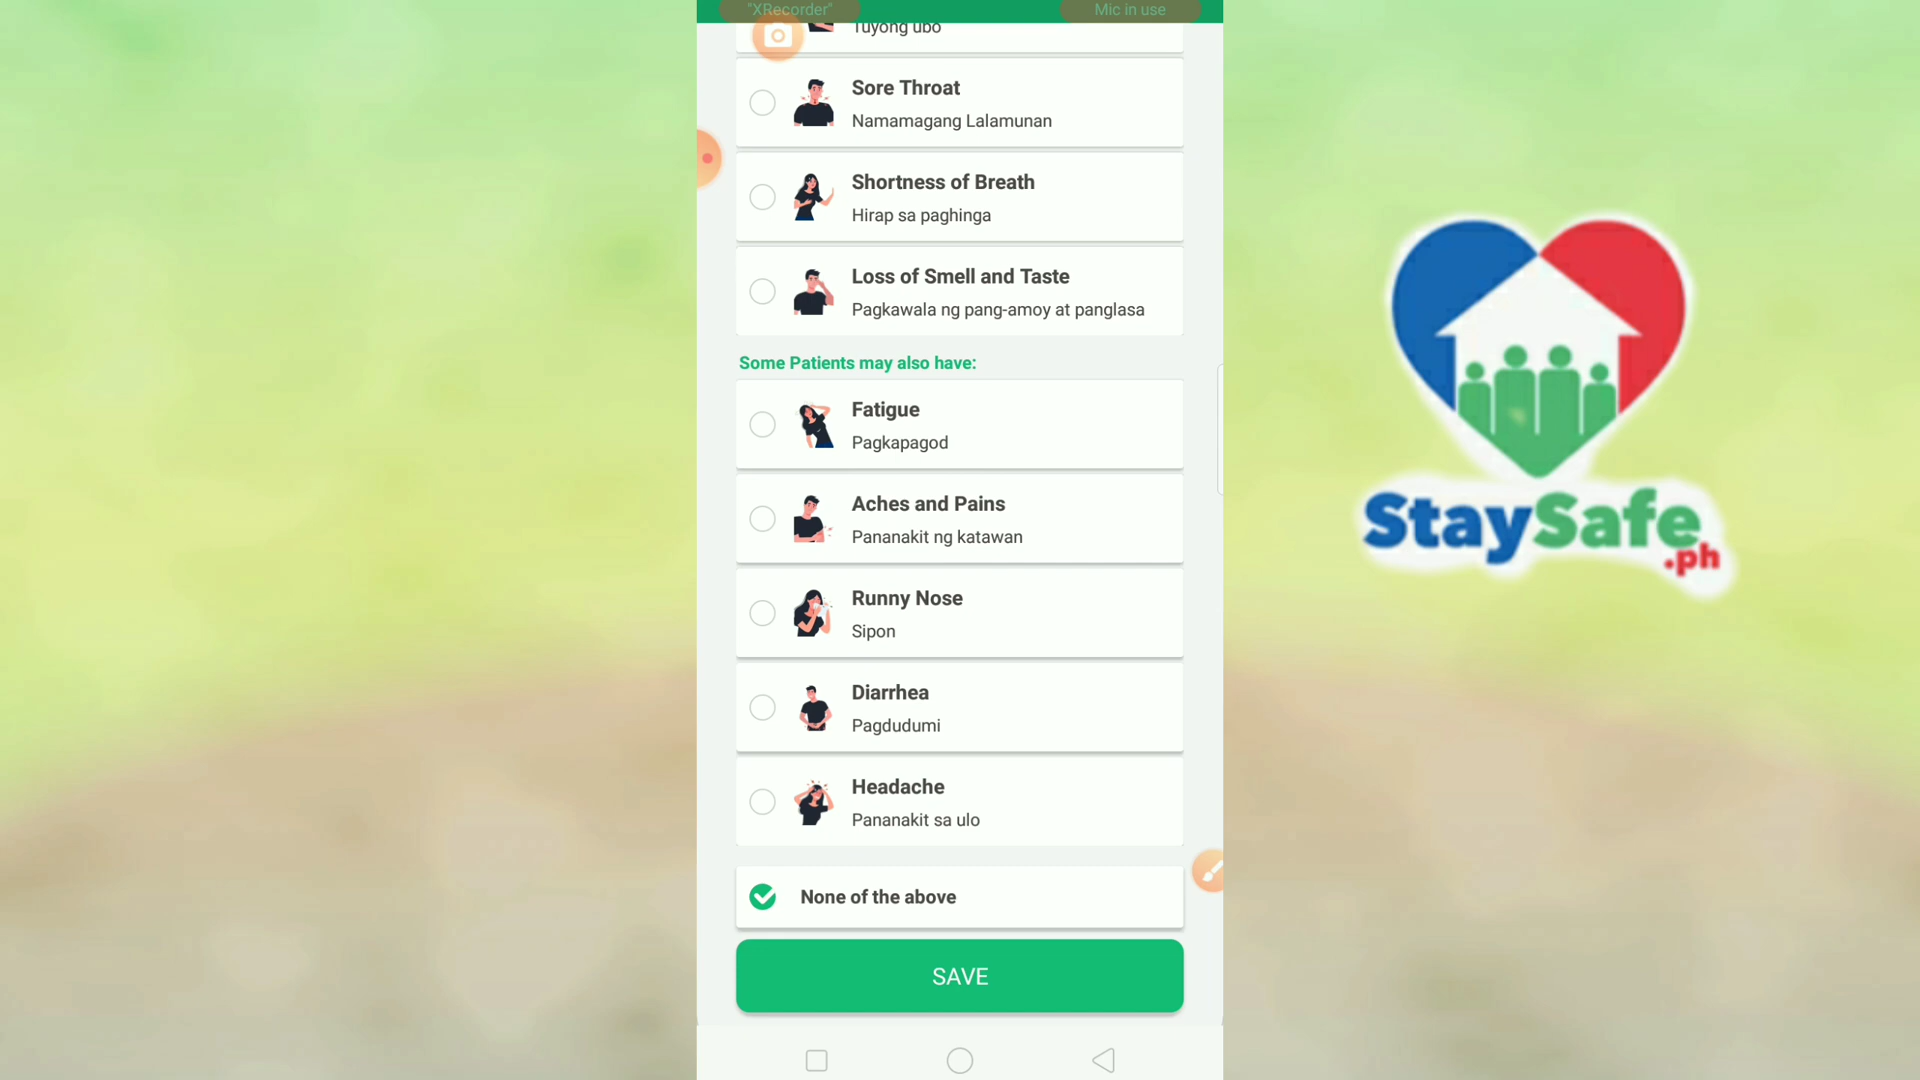 "XRecorder"
Mic in use
Tuyong ubo
Sore Throat
Namamagang Lalamunan
Shortness of Breath
Hirap sa paghinga
Loss of Smell and Taste
Pagkawala ng pang-amoy at panglasa
Some Patients may also have:
Fatigue
Pagkapagod
Aches and Pains
Pananakit ng katawan
Runny Nose
Sipon
Diarrhea
Pagdudumi
Headache
Pananakit sa ulo
None of the above
SAVE
StaySafe
.ph